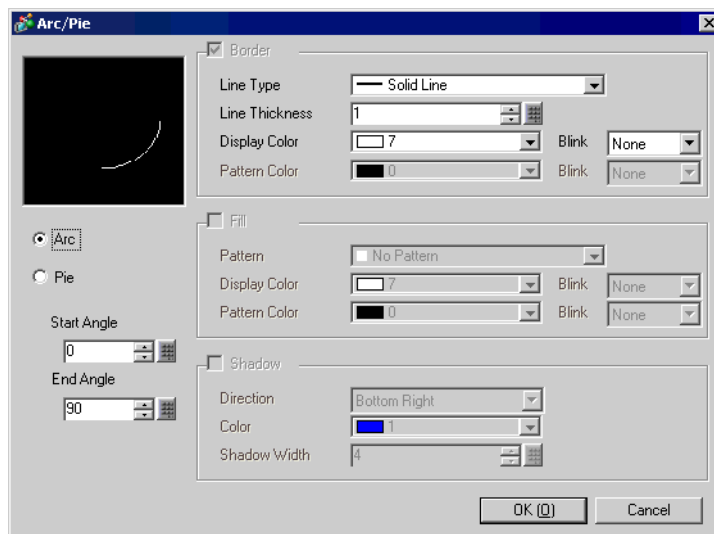 Arc/Pie
Border
Line Type
Solid Line
Line Thickness
1
Display Color
7
Blink
None
Pattern Color
0
Blink
None
Arc
Pie
Start Angle
0
End Angle
90
Fill
Pattern
No Pattern
Display Color
7
Blink
None
Pattern Color
0
Blink
None
Shadow
Direction
Bottom Right
Color
1
Shadow Width
4
OK (O)
Cancel